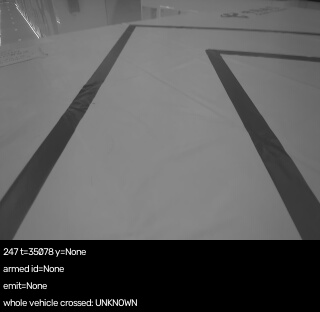 247 t=35078 y=None
armed id=None
emit=None
whole vehicle crossed: UNKNOWN